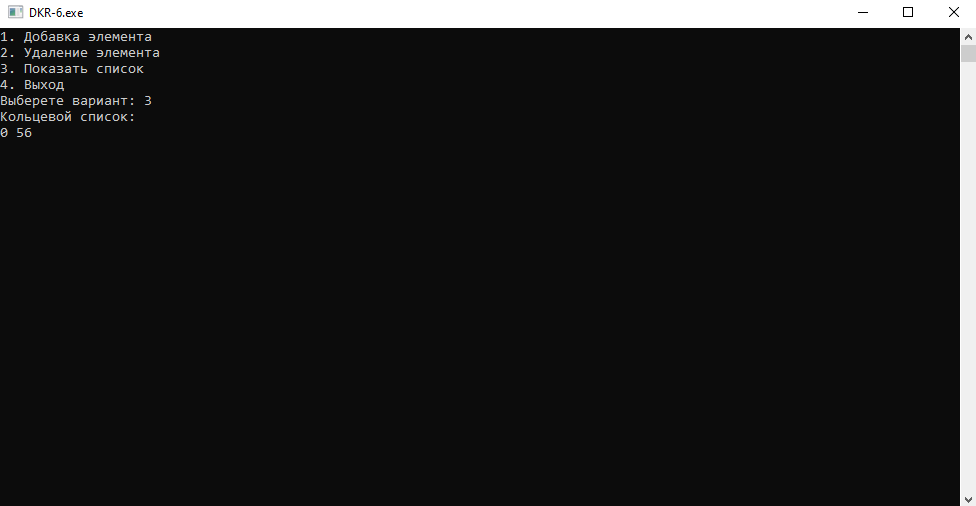 DKR-6.exe
1. Добавка элемента
2. Удаление элемента
3. Показать список
4. Выход
Выберете вариант: 3
Кольцевой список:
0 56